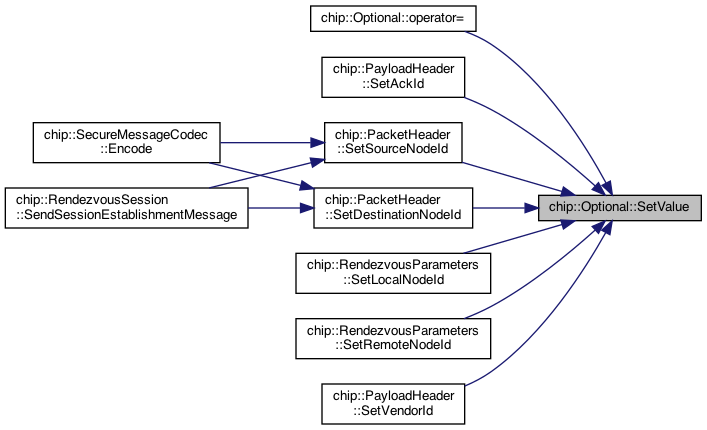 chip::Optional::operator=
chip::PayloadHeader
::SetAckId
chip::SecureMessageCodec
::Encode
chip::PacketHeader
::SetSourceNodeId
chip::RendezvousSession
::SendSessionEstablishmentMessage
chip::PacketHeader
::SetDestinationNodeId
chip::Optional::SetValue
chip::RendezvousParameters
::SetLocalNodeId
chip::RendezvousParameters
::SetRemoteNodeId
chip::PayloadHeader
::SetVendorId